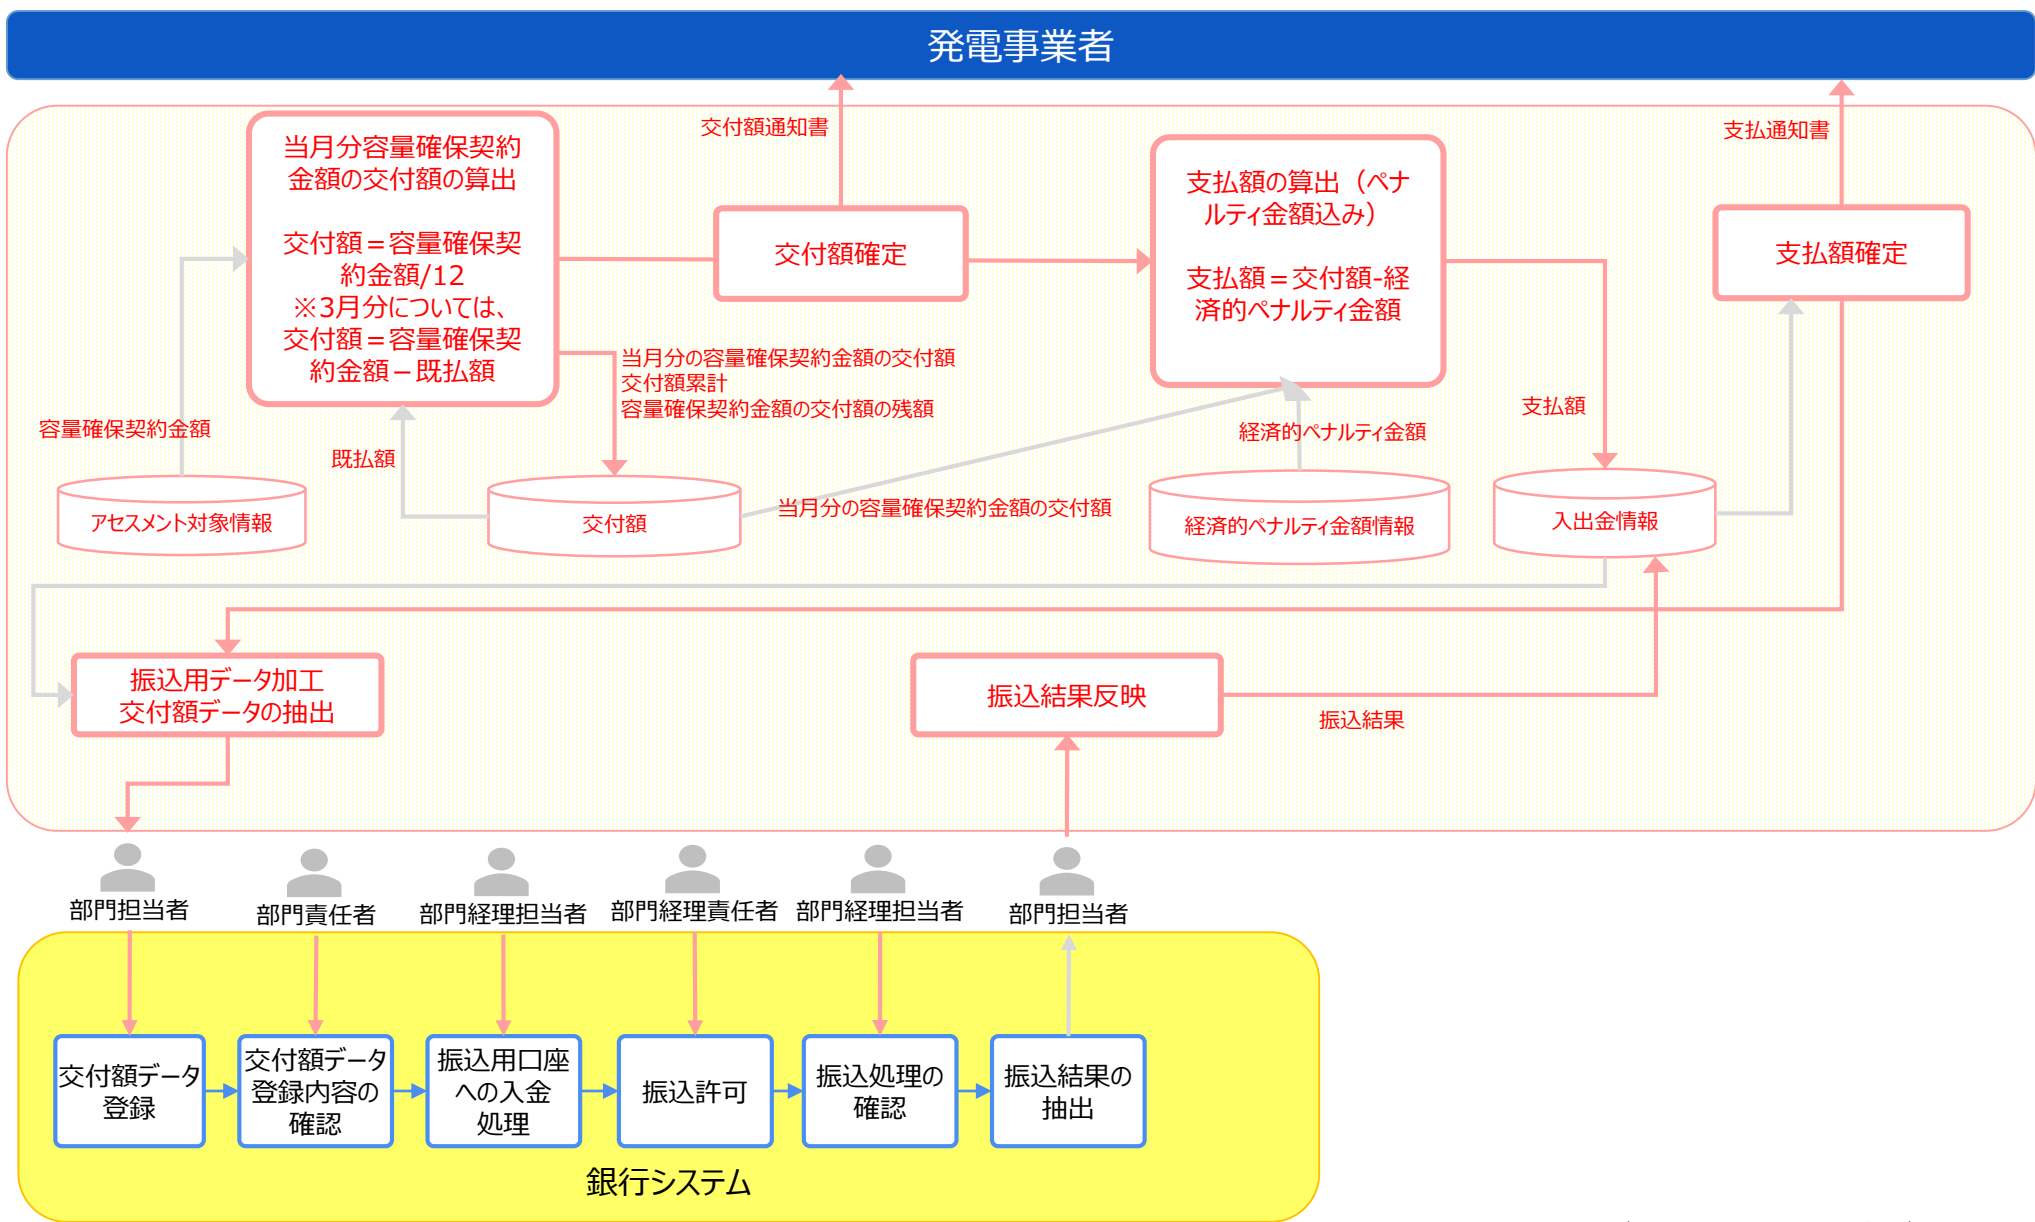 発電事業者
交付額通知書
支払通知書
当月分容量確保契約
金額の交付額の算出
交付額＝容量確保契
約金額/12
※3月分については、
交付額＝容量確保契
約金額－既払額
交付額確定
支払額の算出（ペナ
ルティ金額込み）
支払額＝交付額-経
済的ペナルティ金額
支払額確定
当月分の容量確保契約金額の交付額
交付額累計
容量確保契約金額の交付額の残額
容量確保契約金額
既払額
経済的ペナルティ金額
支払額
当月分の容量確保契約金額の交付額
アセスメント対象情報
交付額
経済的ペナルティ金額情報
入出金情報
振込用データ加工
交付額データの抽出
振込結果反映
振込結果
部門担当者
部門責任者
部門経理担当者
部門経理責任者
部門経理担当者
部門担当者
交付額データ
登録
交付額データ
登録内容の
確認
振込用口座
への入金
処理
振込許可
振込処理の
確認
振込結果の
抽出
銀行システム